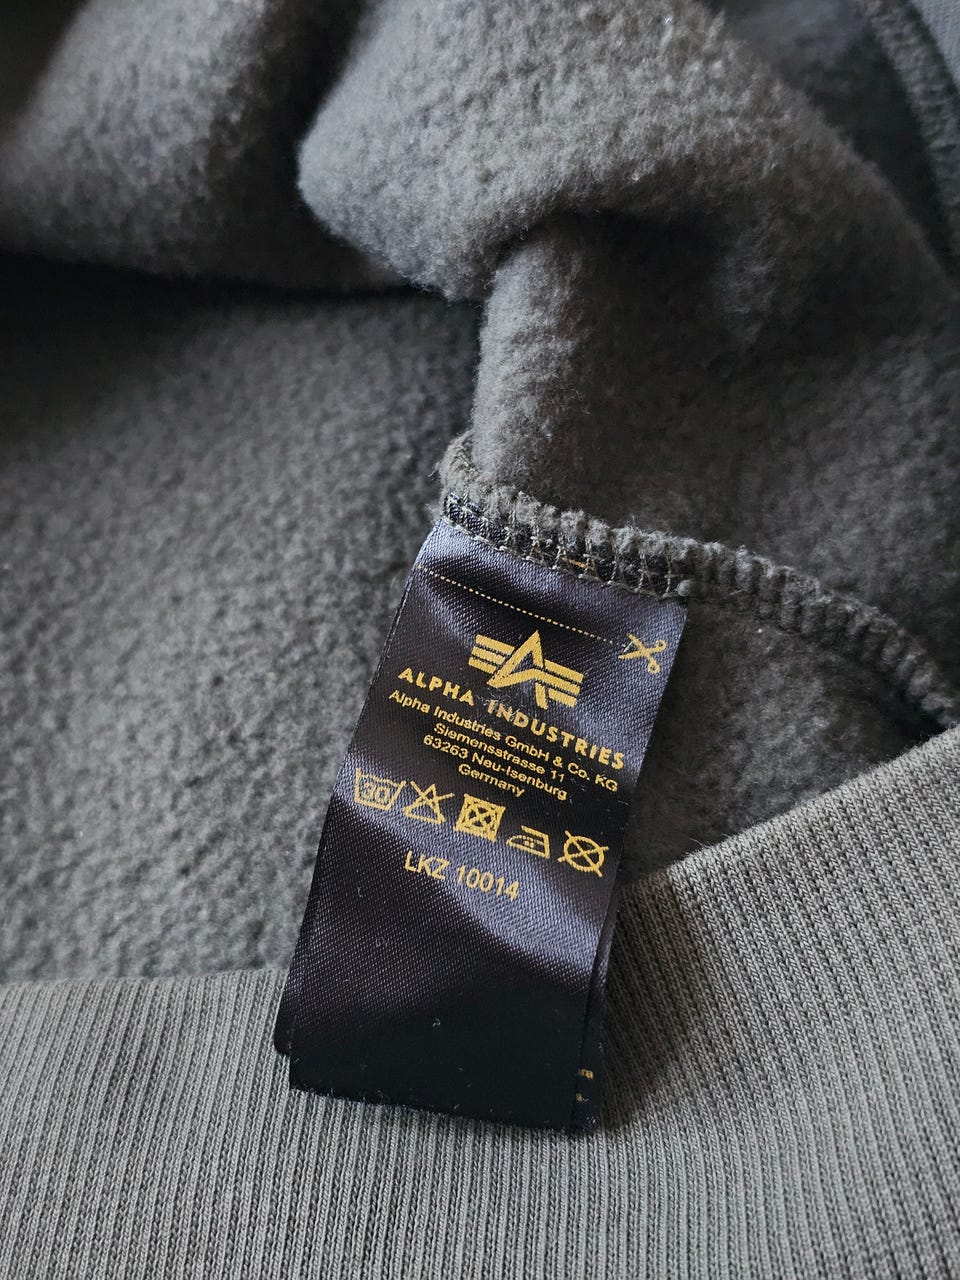 ALPHA INDUSTRIES
Alpha Industries GmbH & Co. KG
Siemensstrasse 11
63263 Neu-Isenburg
Germany
30
LKZ 10014